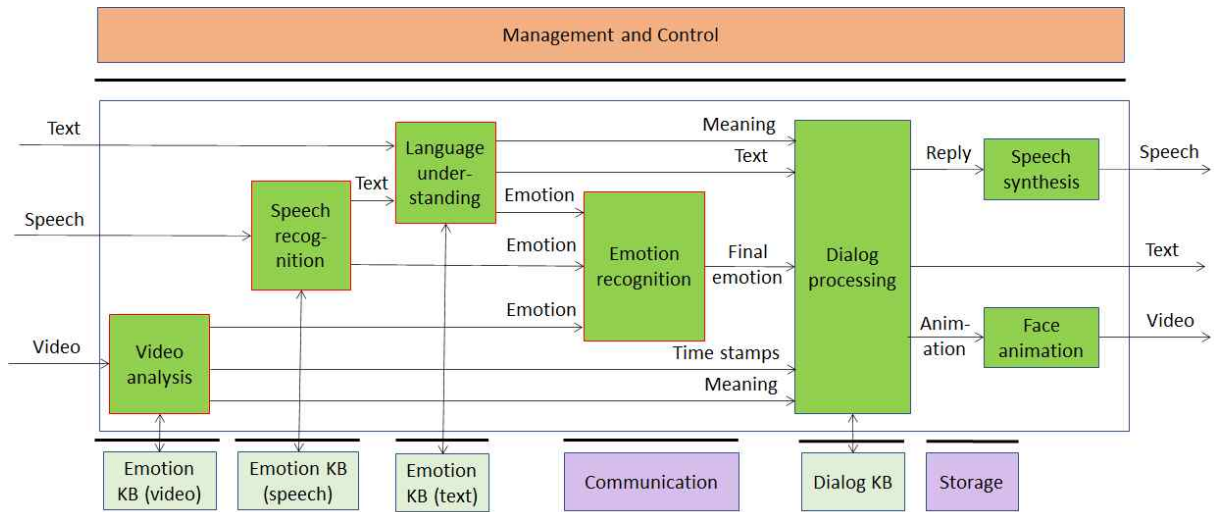 Management and Control
Text
Meaning
Language
under-
standing
Text
Reply
Speech
synthesis
Speech
Text
Speech
Speech
recog-
nition
Emotion
Emotion
Emotion
recognition
Final
emotion
Dialog
processing
Text
Emotion
Video
Video
analysis
Time stamps
Meaning
Anim-
ation
Face
animation
Video
Emotion
KB (video)
Emotion KB
(speech)
Emotion
KB (text)
Communication
Dialog KB
Storage